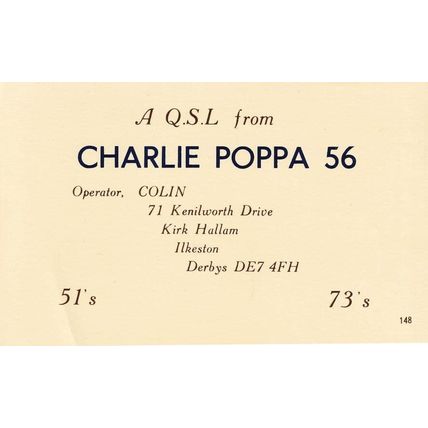 A Q.S.L from
CHARLIE POPPA 56
Operator, COLIN
71 Kenilworth Drive
Kirk Hallam
Ilkeston
Derbys DE7 4FH
51's 73's
148